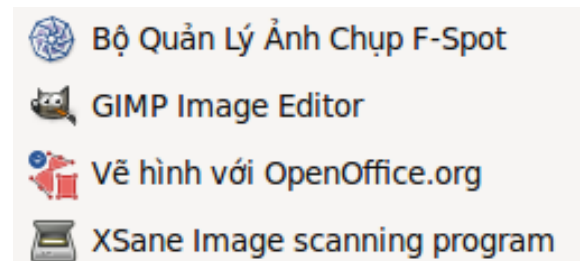 Bộ Quản Lý Ảnh Chụp F-Spot
GIMP Image Editor
Vẽ hình với OpenOffice.org
XSane Image scanning program